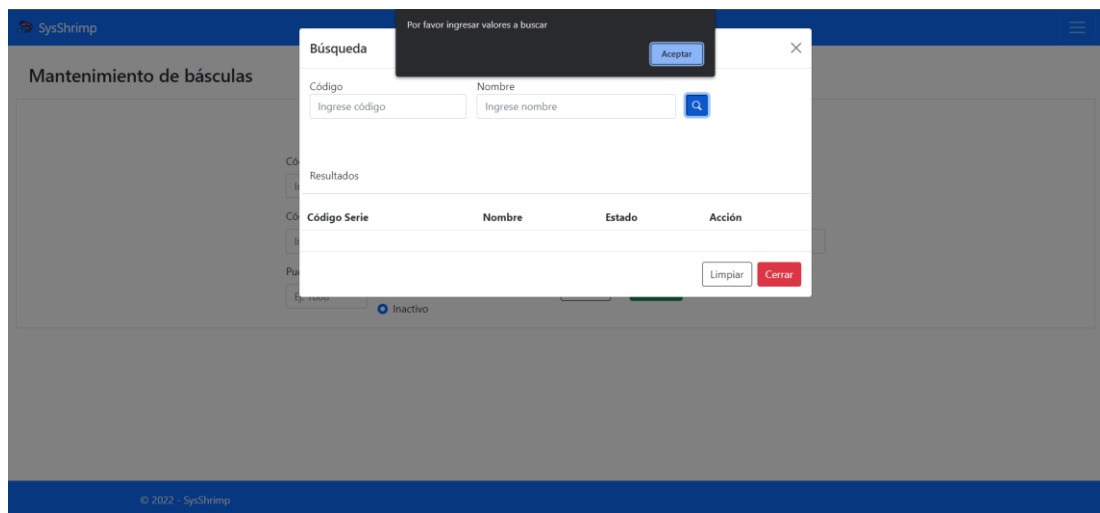 SysShrimp
Por favor ingresar valores a buscar
Aceptar
Búsqueda
Mantenimiento de básculas
Código Nombre
Ingrese código Ingrese nombre
Resultados
Código Serie Nombre Estado Acción
Limpiar Cerrar
Inactivo
© 2022 - SysShrimp